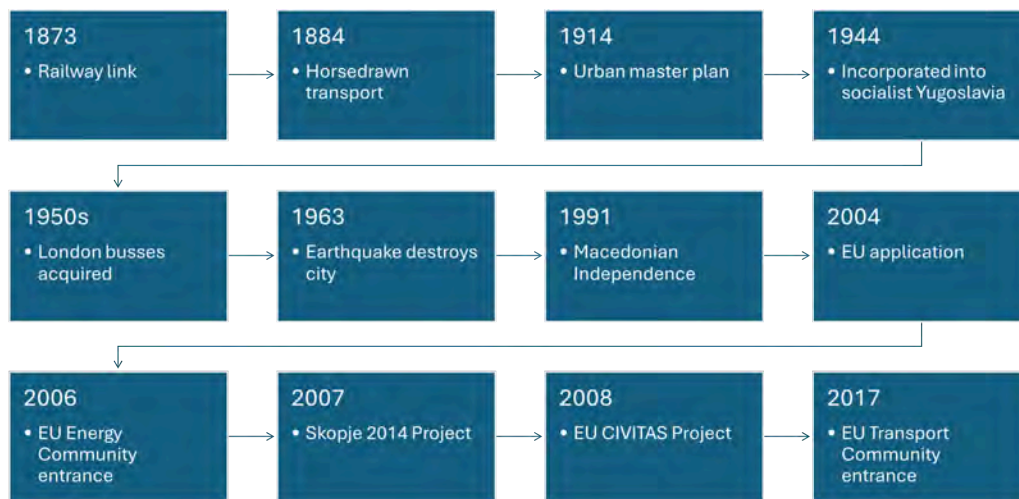 1873
• Railway link
1884
• Horsedrawn
transport
1914
• Urban master plan
1944
• Incorporated into
socialist Yugoslavia
1950s
• London busses
acquired
1963
• Earthquake destroys
city
1991
• Macedonian
Independence
2004
• EU application
2006
• EU Energy
Community
entrance
2007
• Skopje 2014 Project
2008
• EU CIVITAS Project
2017
• EU Transport
Community
entrance